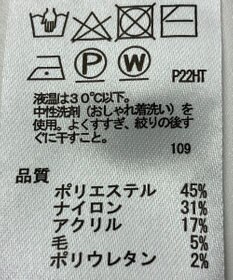 P
W
P22HT
液温は30℃以下。
中性洗剤（おしゃれ着洗い）を
使用。よくすすぎ、絞りの後す
ぐに干すこと。
109
品質
ポリエステル 45%
ナイロン 31%
アクリル 17%
毛 5%
ポリウレタン 2%